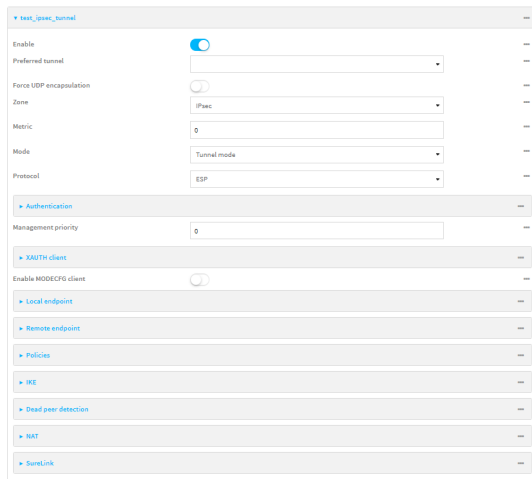 test_ipsec_tunnel
Enable
Preferred tunnel
Force UDP encapsulation
Zone
IPsec
Metric
0
Mode
Tunnel mode
Protocol
ESP
Authentication
Management priority
0
XAUTH client
Enable MODECFG client
Local endpoint
Remote endpoint
Policies
IKE
Dead peer detection
NAT
SureLink